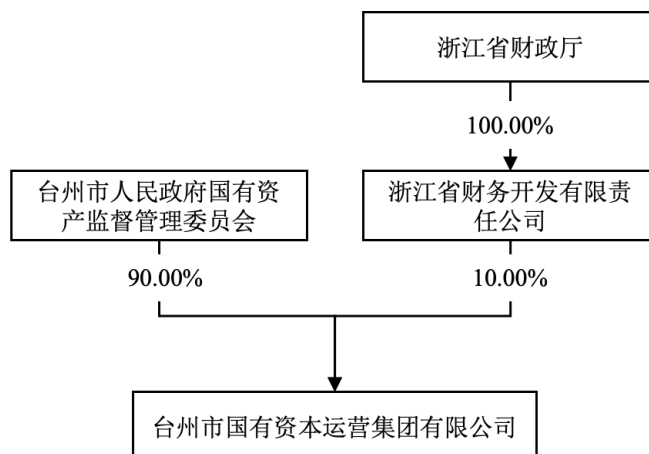 浙江省财政厅
100.00%
台州市人民政府国有资
产监督管理委员会
浙江省财务开发有限责
任公司
90.00%
10.00%
台州市国有资本运营集团有限公司